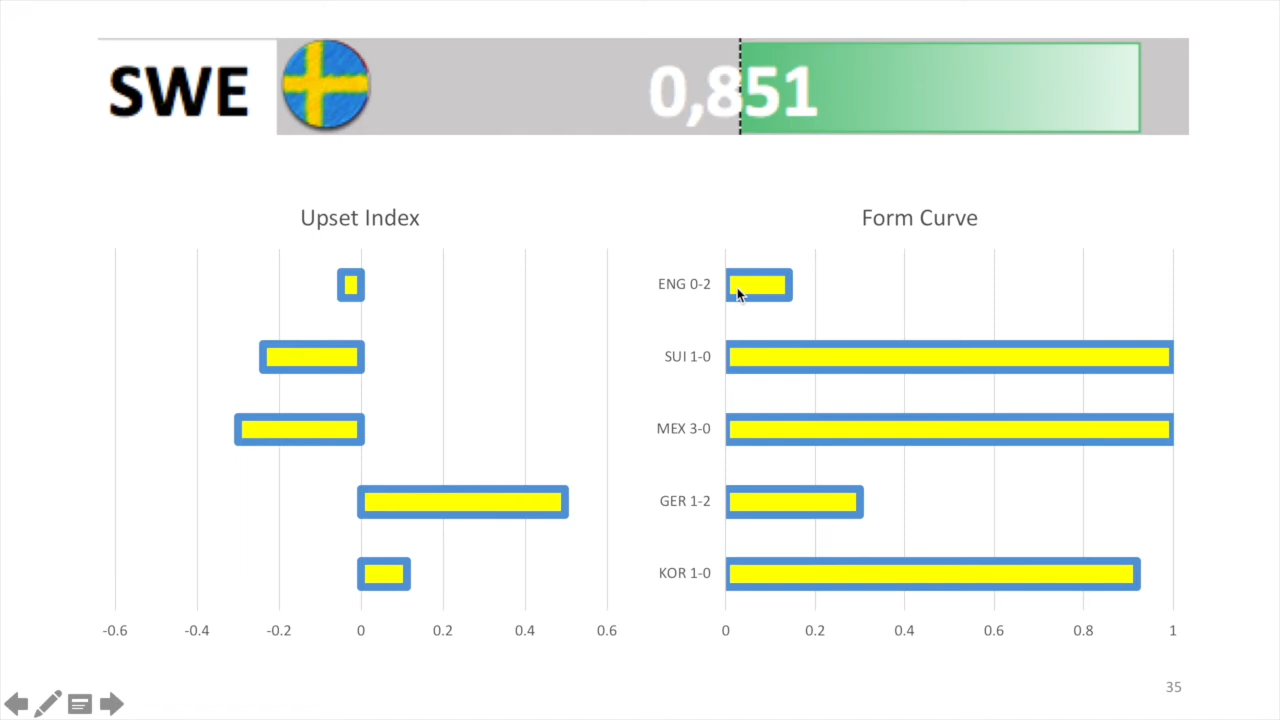 SWE 0,851
Upset Index
Form Curve
ENG 0-2
SUI 1-0
MEX 3-0
GER 1-2
KOR 1-0
-0.6 -0.4 -0.2 0 0.2 0.4 0.6
0 0.2 0.4 0.6 0.8 1
35